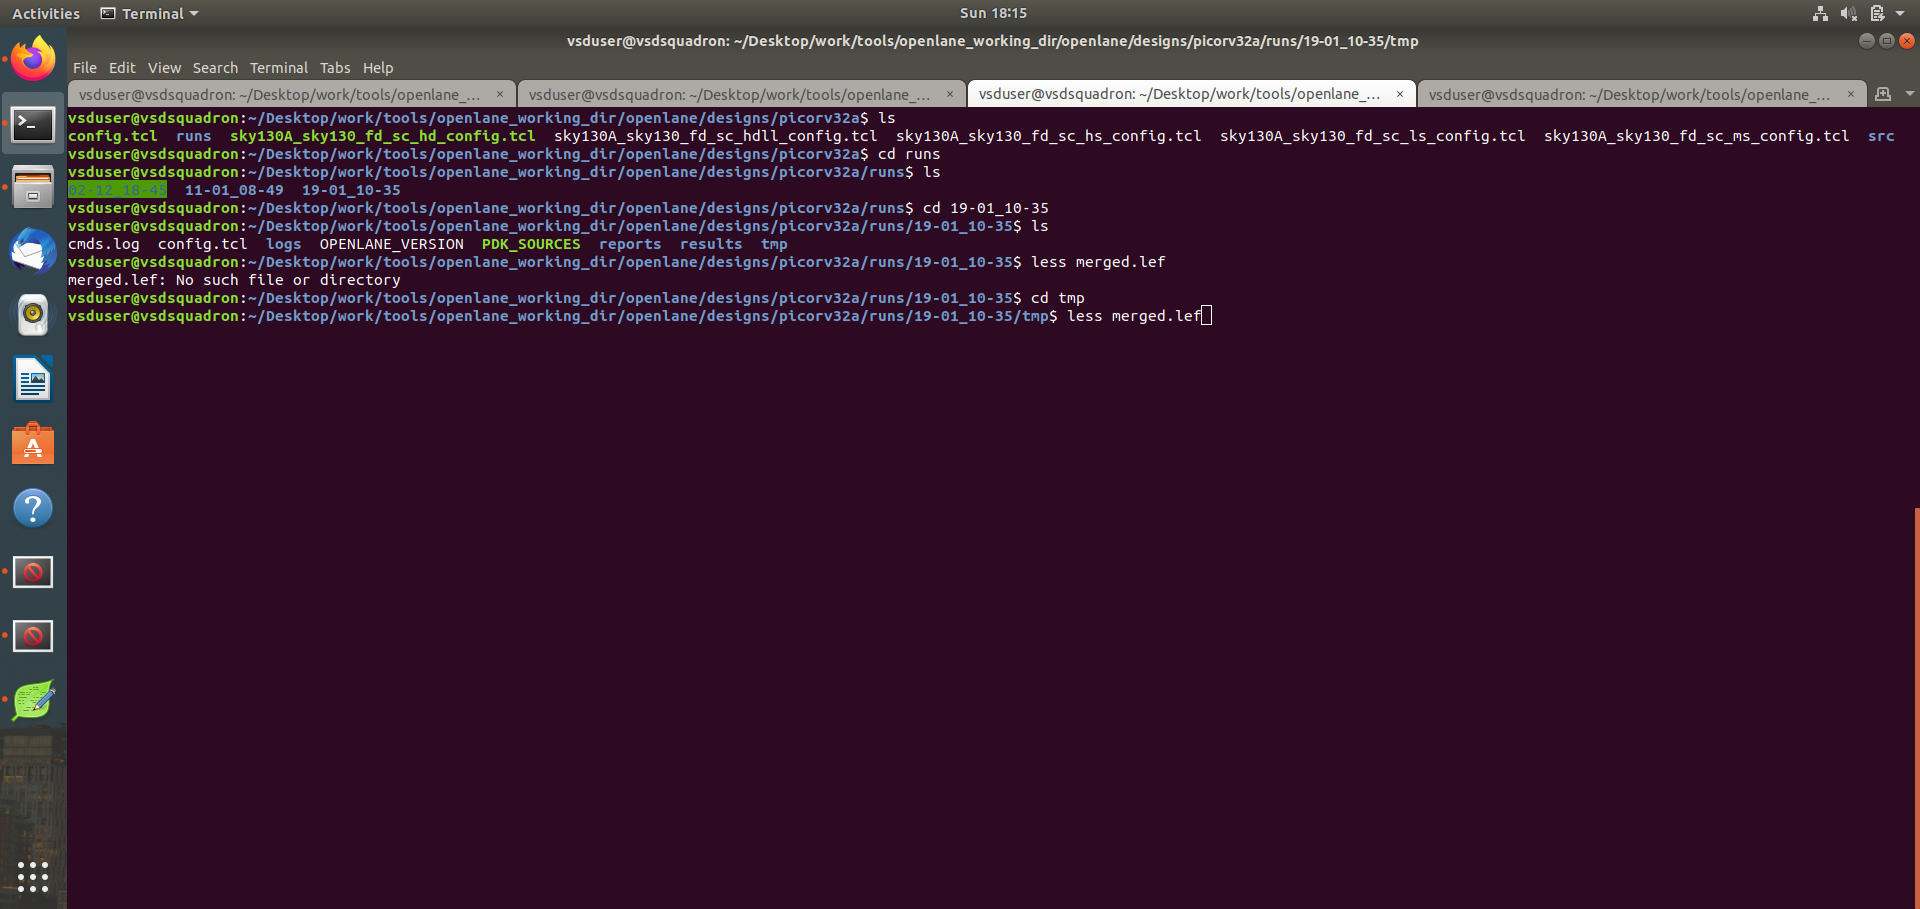 Activities Terminal Sun 18:15
vsduser@vsdsquadron: ~/Desktop/work/tools/openlane_working_dir/openlane/designs/picorv32a/runs/19-01_10-35/tmp
File Edit View Search Terminal Tabs Help
vsduser@vsdsquadron: ~/Desktop/work/tools/openlane_... × vsduser@vsdsquadron: ~/Desktop/work/tools/openlane_... × vsduser@vsdsquadron: ~/Desktop/work/tools/openlane_... × vsduser@vsdsquadron: ~/Desktop/work/tools/openlane_... ×
vsduser@vsdsquadron:~/Desktop/work/tools/openlane_working_dir/openlane/designs/picorv32a$ ls
config.tcl  runs  sky130A_sky130_fd_sc_hd_config.tcl  sky130A_sky130_fd_sc_hdll_config.tcl  sky130A_sky130_fd_sc_hs_config.tcl  sky130A_sky130_fd_sc_ls_config.tcl  sky130A_sky130_fd_sc_ms_config.tcl  src
vsduser@vsdsquadron:~/Desktop/work/tools/openlane_working_dir/openlane/designs/picorv32a$ cd runs
vsduser@vsdsquadron:~/Desktop/work/tools/openlane_working_dir/openlane/designs/picorv32a/runs$ ls
02-12_18-45  11-01_08-49  19-01_10-35
vsduser@vsdsquadron:~/Desktop/work/tools/openlane_working_dir/openlane/designs/picorv32a/runs$ cd 19-01_10-35
vsduser@vsdsquadron:~/Desktop/work/tools/openlane_working_dir/openlane/designs/picorv32a/runs/19-01_10-35$ ls
cmds.log  config.tcl  logs  OPENLANE_VERSION  PDK_SOURCES  reports  results  tmp
vsduser@vsdsquadron:~/Desktop/work/tools/openlane_working_dir/openlane/designs/picorv32a/runs/19-01_10-35$ less merged.lef
merged.lef: No such file or directory
vsduser@vsdsquadron:~/Desktop/work/tools/openlane_working_dir/openlane/designs/picorv32a/runs/19-01_10-35$ cd tmp
vsduser@vsdsquadron:~/Desktop/work/tools/openlane_working_dir/openlane/designs/picorv32a/runs/19-01_10-35/tmp$ less merged.lef